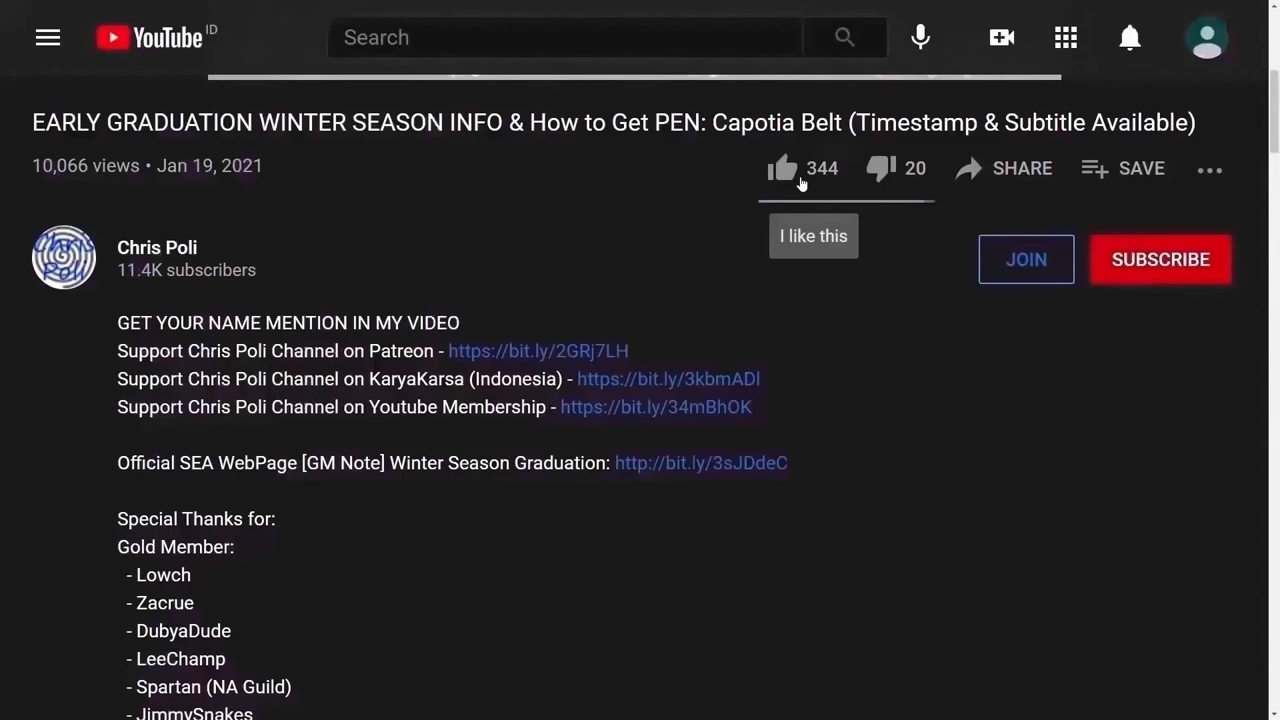 YouTube ID
Search
EARLY GRADUATION WINTER SEASON INFO & How to Get PEN: Capotia Belt (Timestamp & Subtitle Available)
10,066 views • Jan 19, 2021
344 20 SHARE SAVE
I like this
Chris Poli
11.4K subscribers
JOIN SUBSCRIBE
GET YOUR NAME MENTION IN MY VIDEO
Support Chris Poli Channel on Patreon - https://bit.ly/2GRj7LH
Support Chris Poli Channel on KaryaKarsa (Indonesia) - https://bit.ly/3kbmADl
Support Chris Poli Channel on Youtube Membership - https://bit.ly/34mBhOK
Official SEA WebPage [GM Note] Winter Season Graduation: http://bit.ly/3sJDdeC
Special Thanks for:
Gold Member:
- Lowch
- Zacrue
- DubyaDude
- LeeChamp
- Spartan (NA Guild)
- JimmySnakes